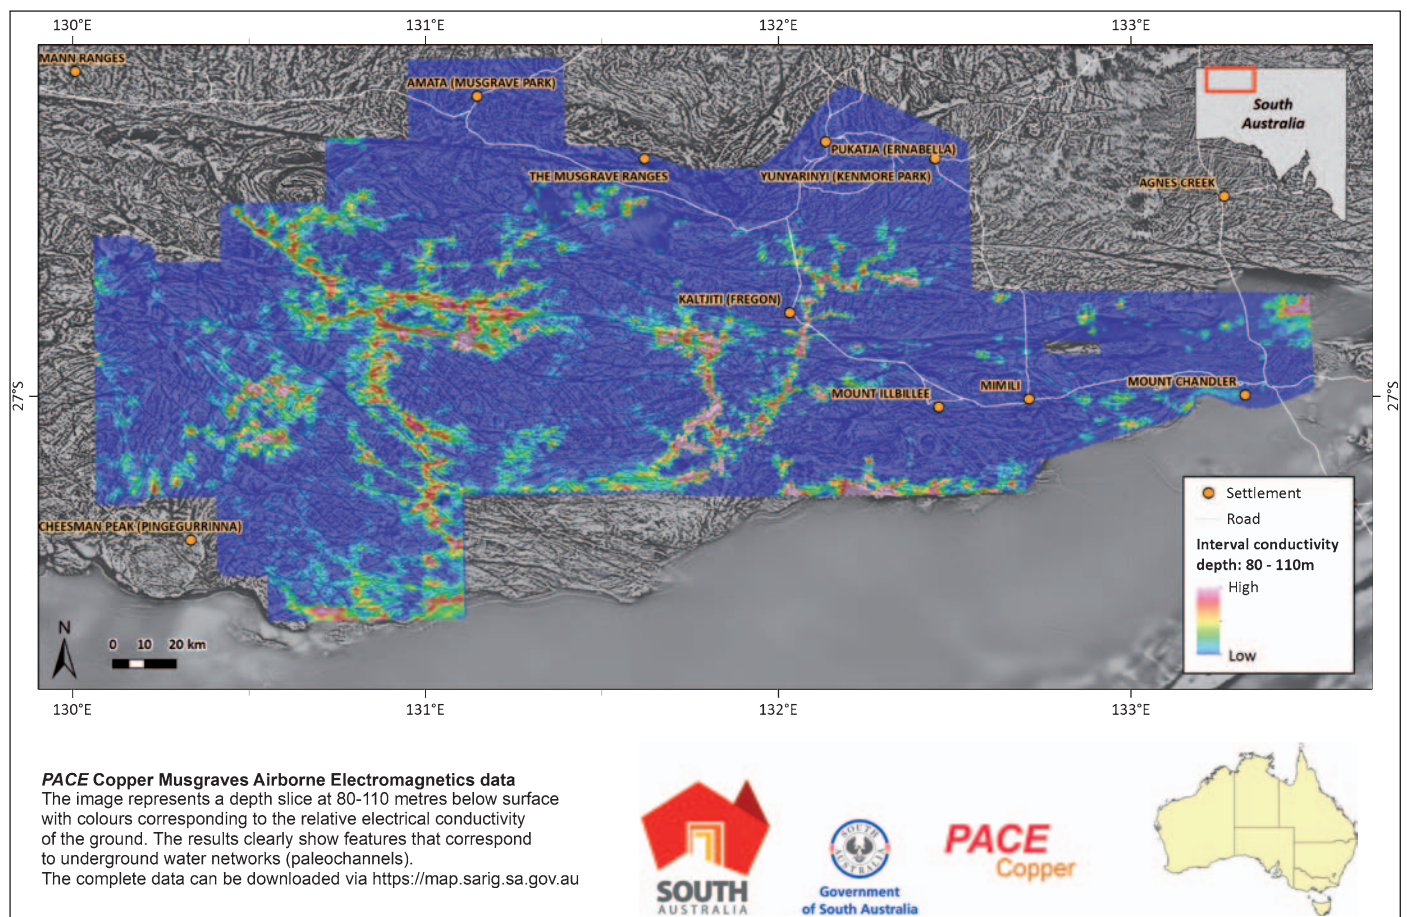 130°E 131°E 132°E 133°E
MANN RANGES
AMATA (MUSGRAVE PARK)
South
Australia
PUKATJA (ERNABELLA)
THE MUSGRAVE RANGES
YUNYARINYI (KENMORE PARK)
AGNES CREEK
KALTJITI (FREGON)
MOUNT ILLBILLEE
MIMILI
MOUNT CHANDLER
27°S
27°S
CHEESMAN PEAK (PINGEGURRINNA)
Settlement
Road
Interval conductivity
depth: 80 - 110m
High
Low
N
0 10 20 km
130°E 131°E 132°E 133°E
PACE Copper Musgraves Airborne Electromagnetics data
The image represents a depth slice at 80-110 metres below surface
with colours corresponding to the relative electrical conductivity
of the ground. The results clearly show features that correspond
to underground water networks (paleochannels).
The complete data can be downloaded via https://map.sarig.sa.gov.au
SOUTH
AUSTRALIA
SOUTH
AUSTRALIA
Government
of South Australia
PACE
Copper